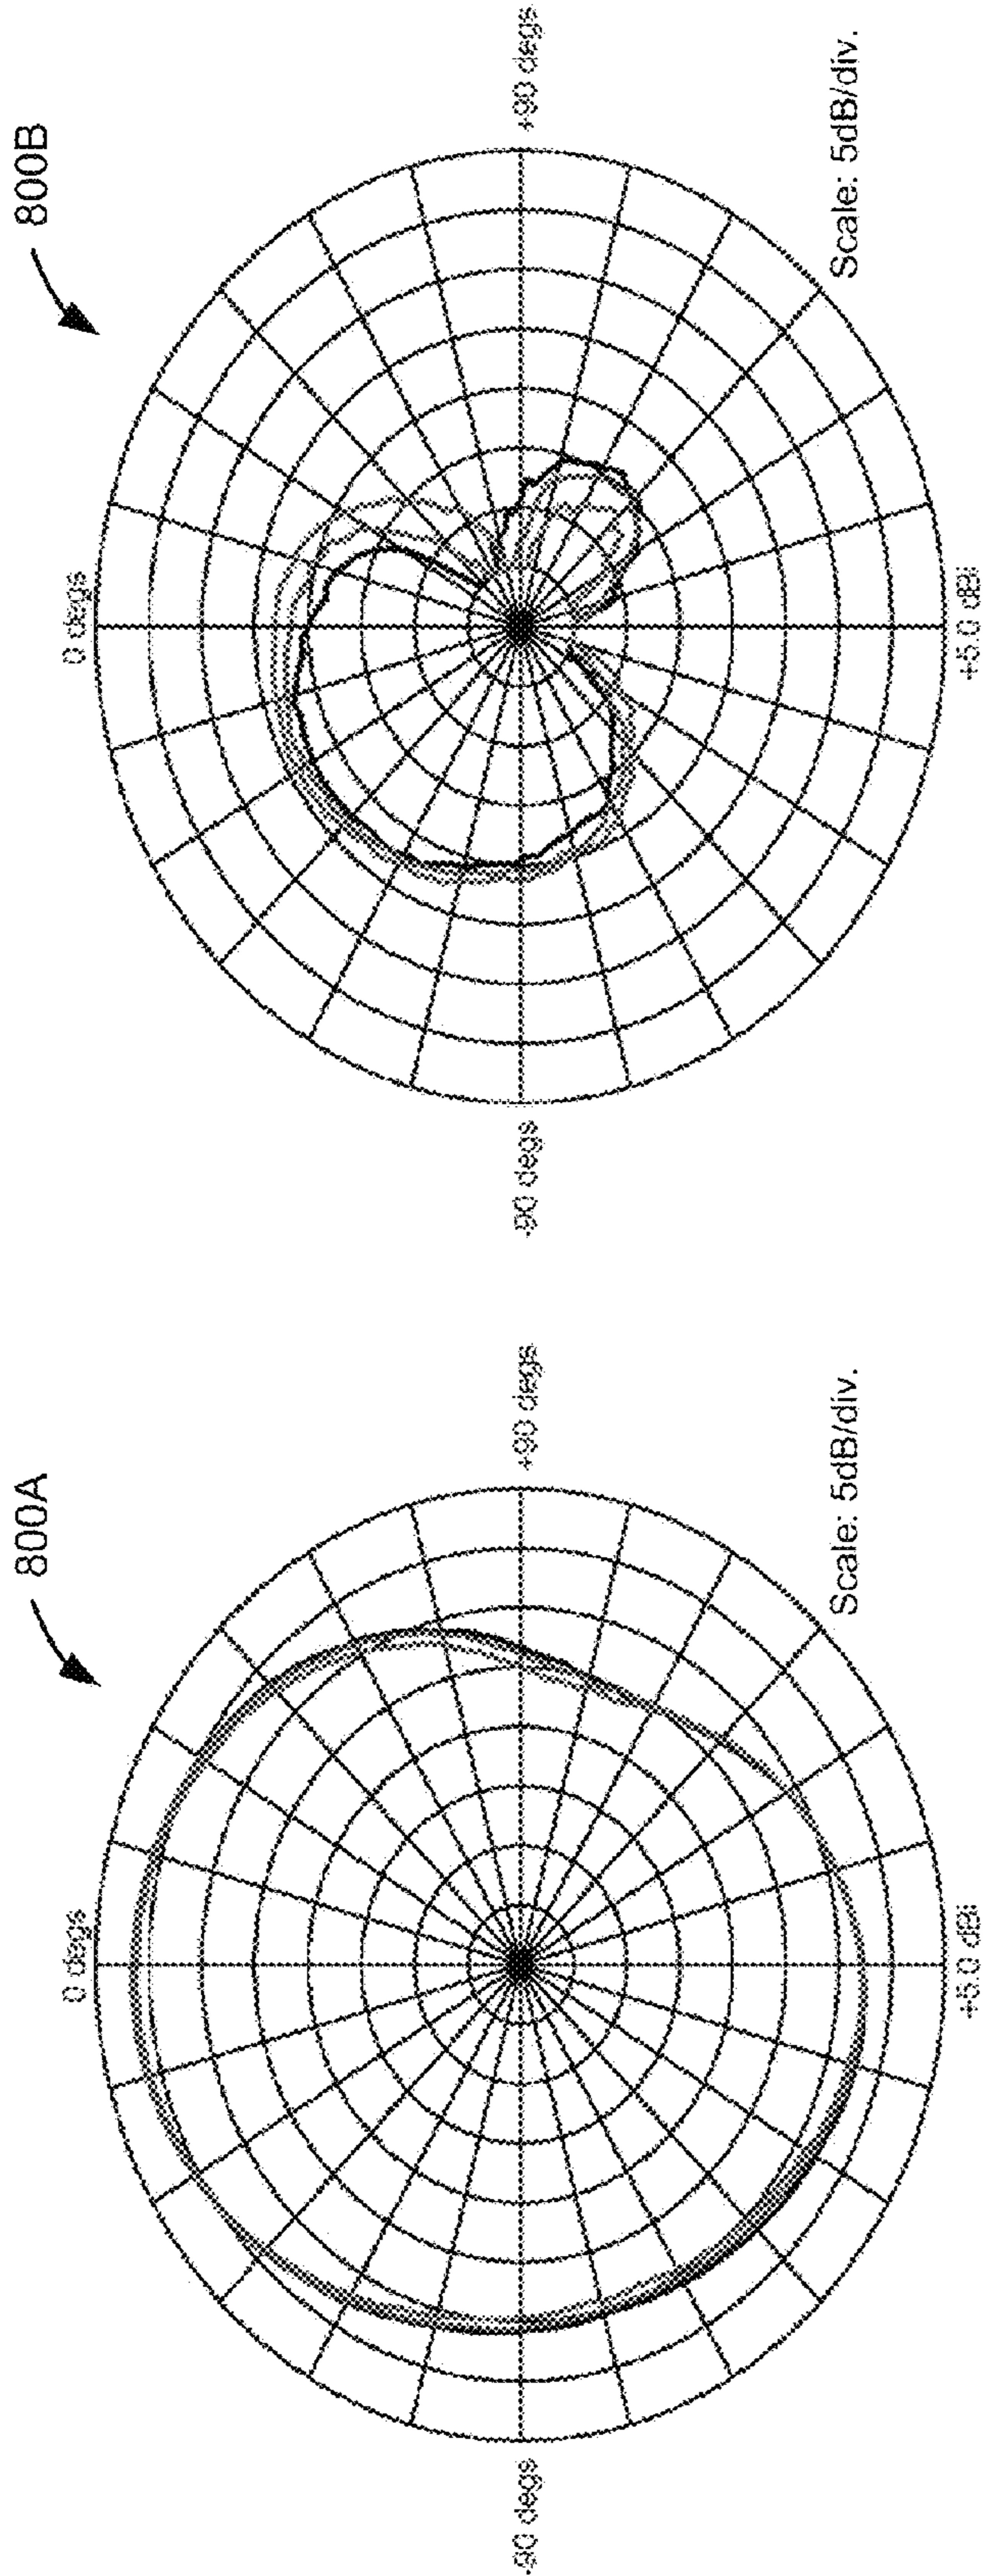 800A
0 degs
-90 degs
+90 degs
+5.0 dBi
Scale: 5dB/div.
800B
0 degs
-90 degs
+90 degs
+5.0 dBi
Scale: 5dB/div.